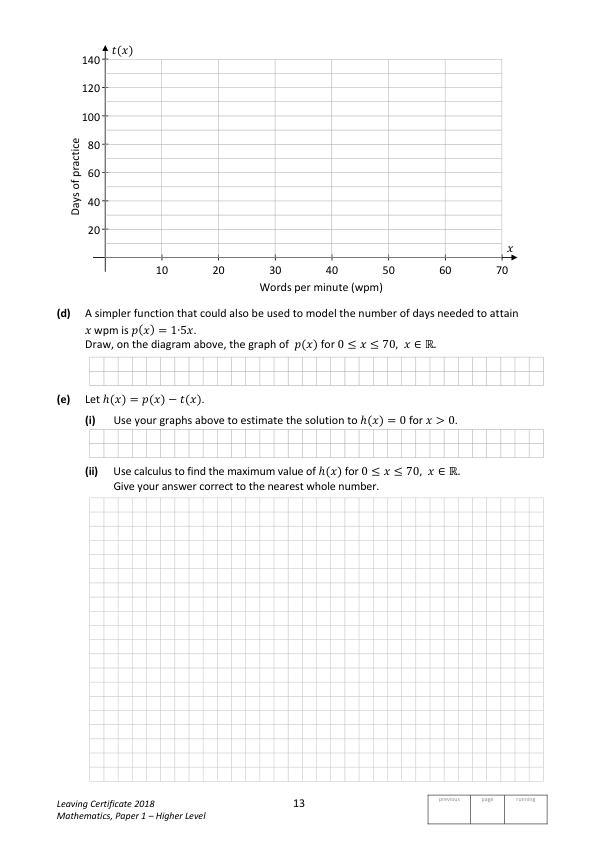 t(x)
140
120
100
80
60
40
20
Days of practice
x
10 20 30 40 50 60 70
Words per minute (wpm)
(d) A simpler function that could also be used to model the number of days needed to attain
x wpm is p(x) = 1·5x.
Draw, on the diagram above, the graph of p(x) for 0 ≤ x ≤ 70, x ∈ ℝ.
(e) Let h(x) = p(x) − t(x).
(i) Use your graphs above to estimate the solution to h(x) = 0 for x > 0.
(ii) Use calculus to find the maximum value of h(x) for 0 ≤ x ≤ 70, x ∈ ℝ.
Give your answer correct to the nearest whole number.
Leaving Certificate 2018
Mathematics, Paper 1 – Higher Level
13
previous page running